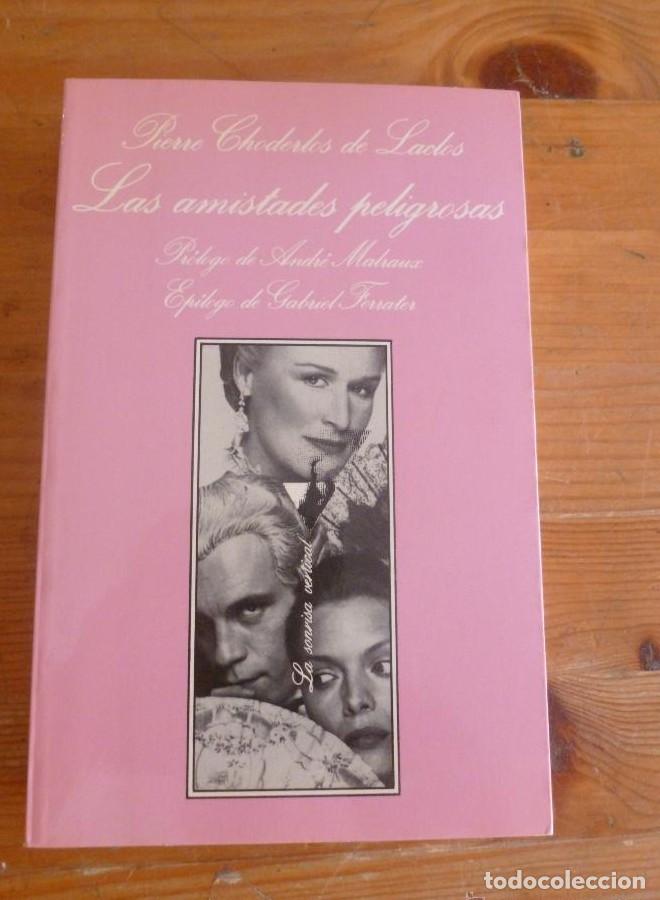 Pierre Choderlos de Laclos
Las amistades peligrosas
Prólogo de André Malraux
Epílogo de Gabriel Ferrater
La sonrisa vertical
todocoleccion